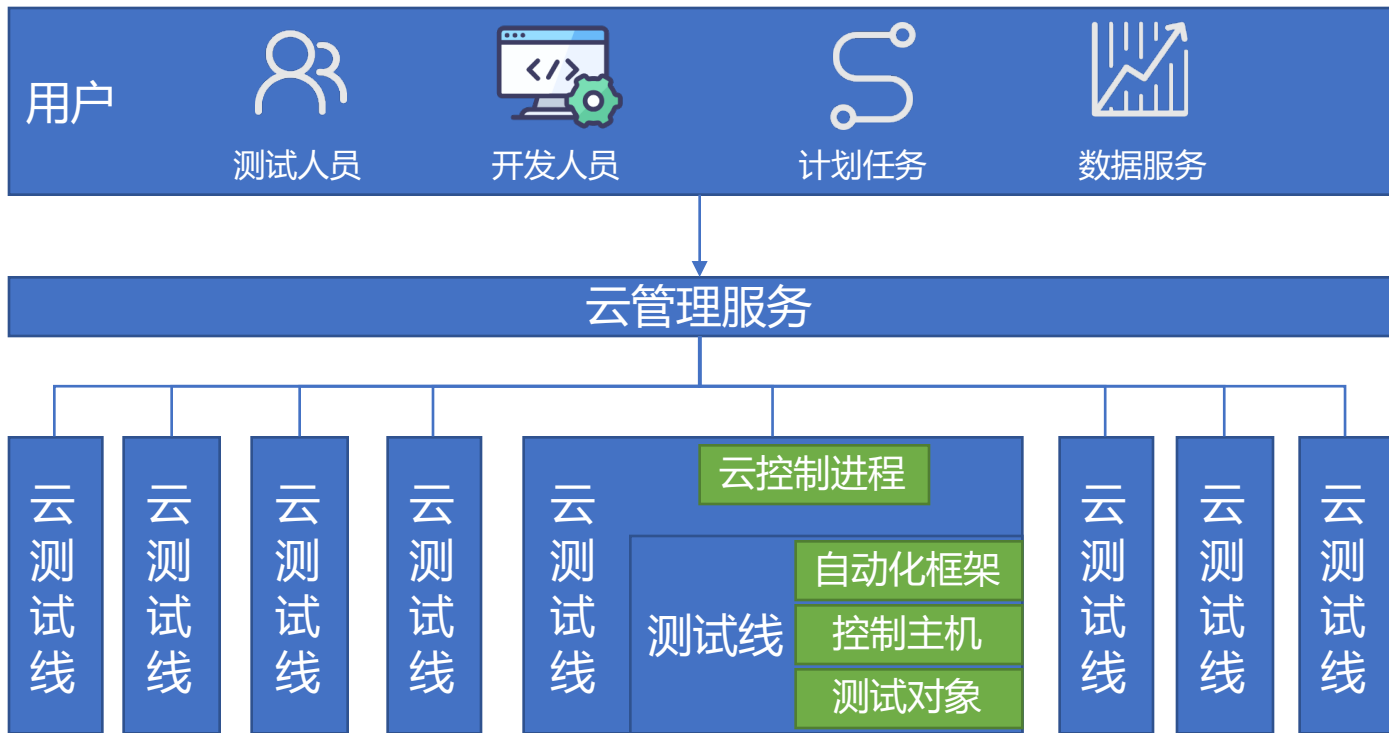 用户
测试人员
开发人员
计划任务
数据服务
云管理服务
云测试线
云测试线
云测试线
云测试线
云测试线
云控制进程
测试线
自动化框架
控制主机
测试对象
云测试线
云测试线
云测试线